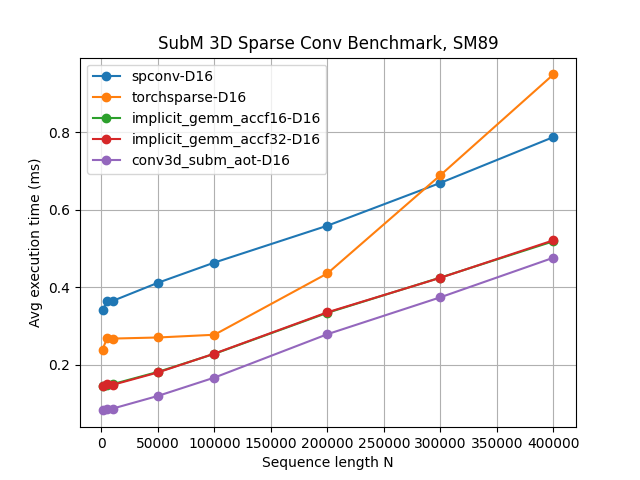 SubM 3D Sparse Conv Benchmark, SM89
spconv-D16
torchsparse-D16
implicit_gemm_accf16-D16
implicit_gemm_accf32-D16
conv3d_subm_aot-D16
Avg execution time (ms)
0.8
0.6
0.4
0.2
0 50000 100000 150000 200000 250000 300000 350000 400000
Sequence length N